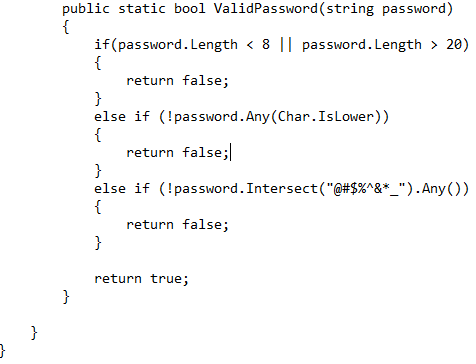 public static bool ValidPassword(string password)
{
if(password.Length < 8 || password.Length > 20)
{
return false;
}
else if (!password.Any(Char.IsLower))
{
return false;
}
else if (!password.Intersect("@#$%^&*_").Any())
{
return false;
}
return true;
}
}
}